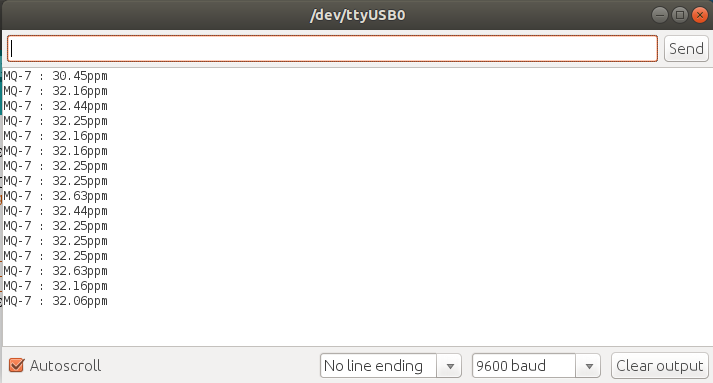 /dev/ttyUSB0
Send
MQ-7 : 30.45ppm
MQ-7 : 32.16ppm
MQ-7 : 32.44ppm
MQ-7 : 32.25ppm
MQ-7 : 32.16ppm
MQ-7 : 32.16ppm
MQ-7 : 32.25ppm
MQ-7 : 32.25ppm
MQ-7 : 32.63ppm
MQ-7 : 32.44ppm
MQ-7 : 32.25ppm
MQ-7 : 32.25ppm
MQ-7 : 32.25ppm
MQ-7 : 32.63ppm
MQ-7 : 32.16ppm
MQ-7 : 32.06ppm
Autoscroll
No line ending
9600 baud
Clear output